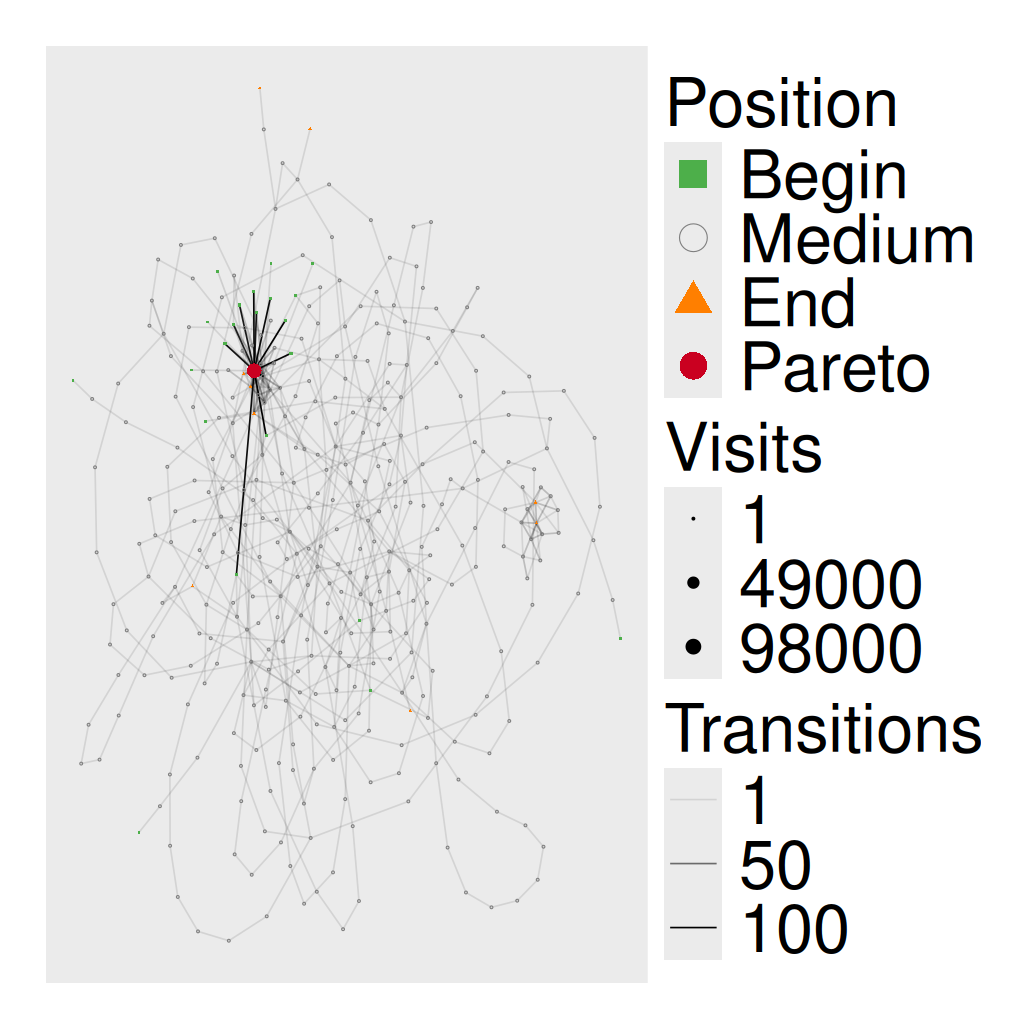 Position
Begin
Medium
End
Pareto
Visits
1
49000
98000
Transitions
1
50
100